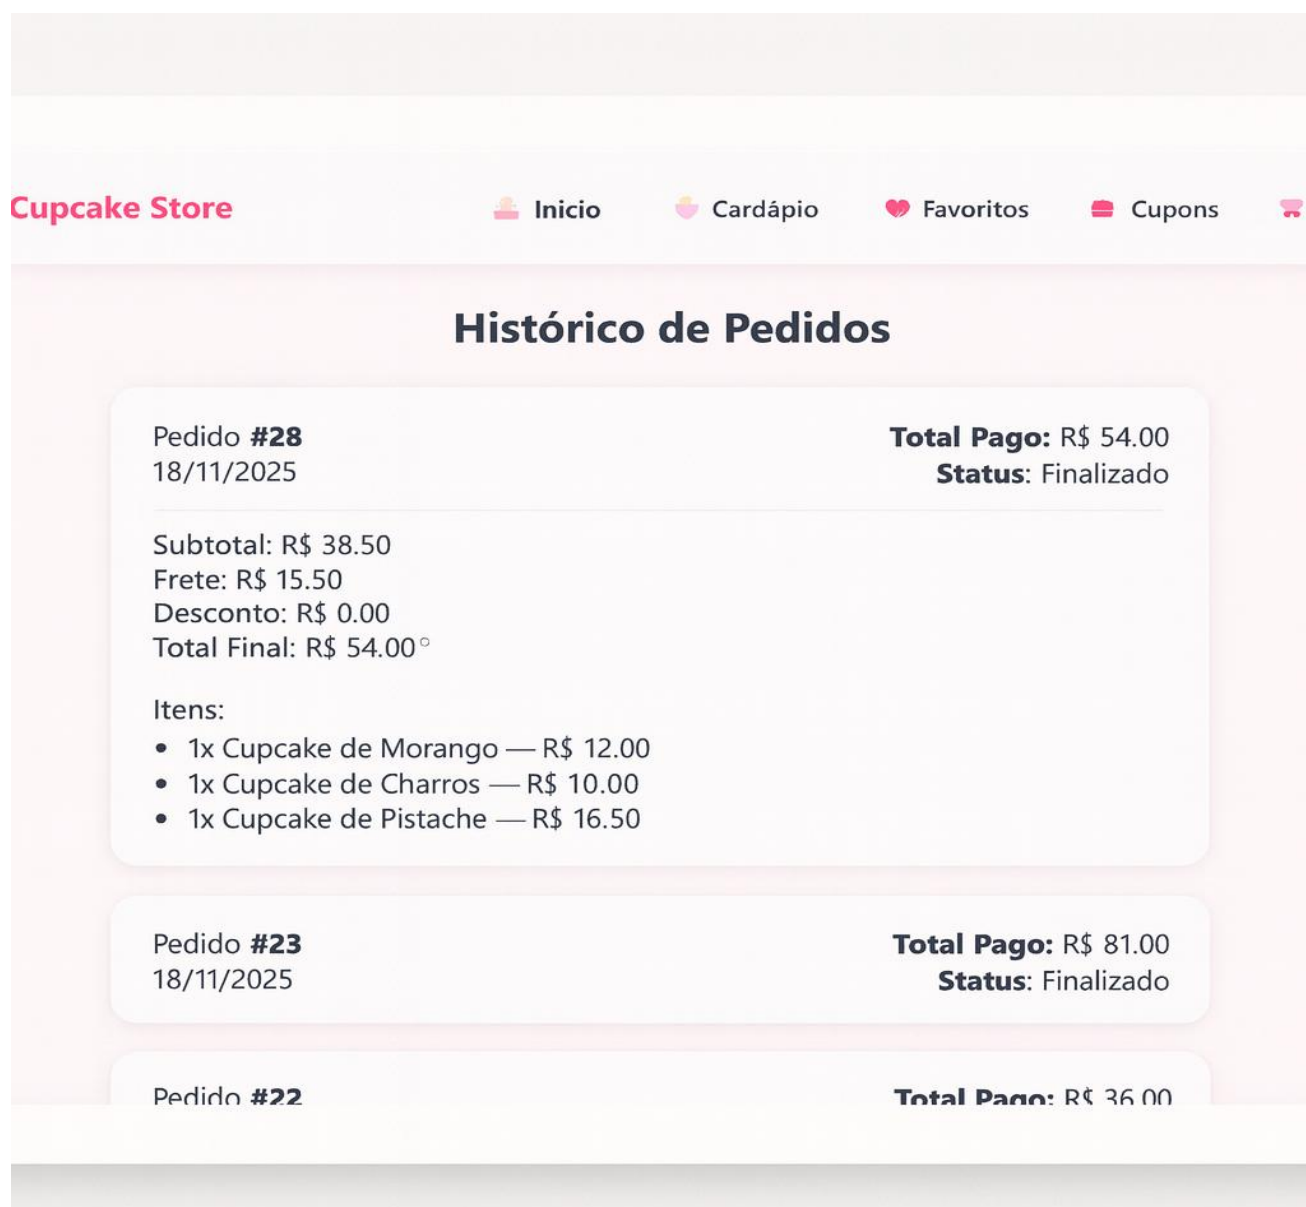 Cupcake Store
Inicio
Cardápio
Favoritos
Cupons
Histórico de Pedidos
Pedido #28
Total Pago: R$ 54.00
18/11/2025
Status: Finalizado
Subtotal: R$ 38.50
Frete: R$ 15.50
Desconto: R$ 0.00
Total Final: R$ 54.00°
Itens:
• 1x Cupcake de Morango — R$ 12.00
• 1x Cupcake de Charros — R$ 10.00
• 1x Cupcake de Pistache — R$ 16.50
Pedido #23
Total Pago: R$ 81.00
18/11/2025
Status: Finalizado
Pedido #22
Total Pago: R$ 36.00